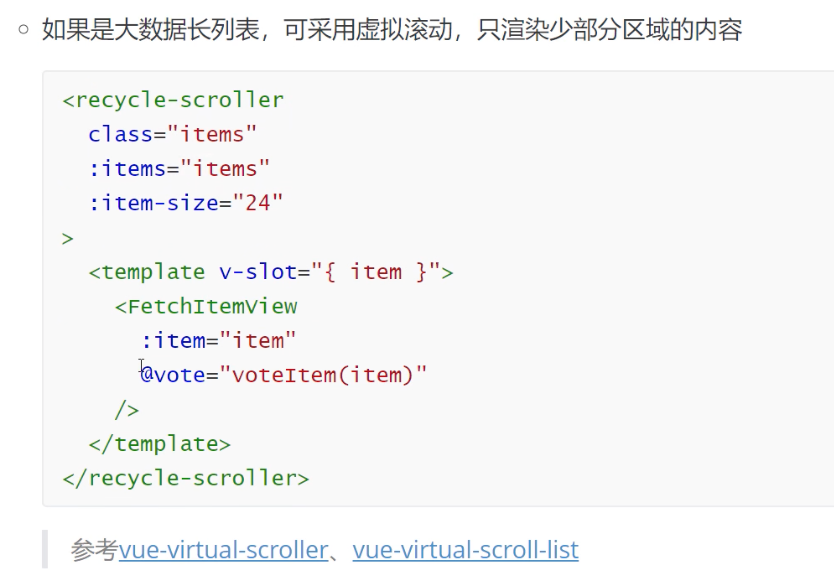 如果是大数据长列表，可采用虚拟滚动，只渲染少部分区域的内容
<recycle-scroller
class="items"
:items="items"
:item-size="24"
>
<template v-slot="{ item }">
<FetchItemView
:item="item"
@vote="voteItem(item)"
/>
</template>
</recycle-scroller>
参考vue-virtual-scroller、vue-virtual-scroll-list